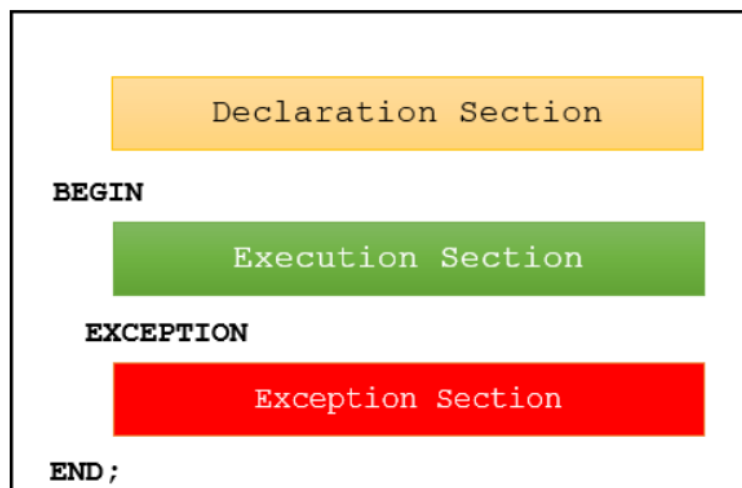 Declaration Section
BEGIN
Execution Section
EXCEPTION
Exception Section
END;